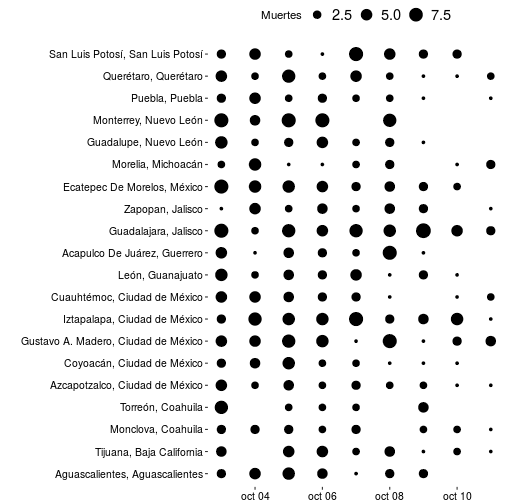 Muertes 2.5 5.0 7.5
San Luis Potosí, San Luis Potosí
Querétaro, Querétaro
Puebla, Puebla
Monterrey, Nuevo León
Guadalupe, Nuevo León
Morelia, Michoacán
Ecatepec De Morelos, México
Zapopan, Jalisco
Guadalajara, Jalisco
Acapulco De Juárez, Guerrero
León, Guanajuato
Cuauhtémoc, Ciudad de México
Iztapalapa, Ciudad de México
Gustavo A. Madero, Ciudad de México
Coyoacán, Ciudad de México
Azcapotzalco, Ciudad de México
Torreón, Coahuila
Monclova, Coahuila
Tijuana, Baja California
Aguascalientes, Aguascalientes
oct 04 oct 06 oct 08 oct 10